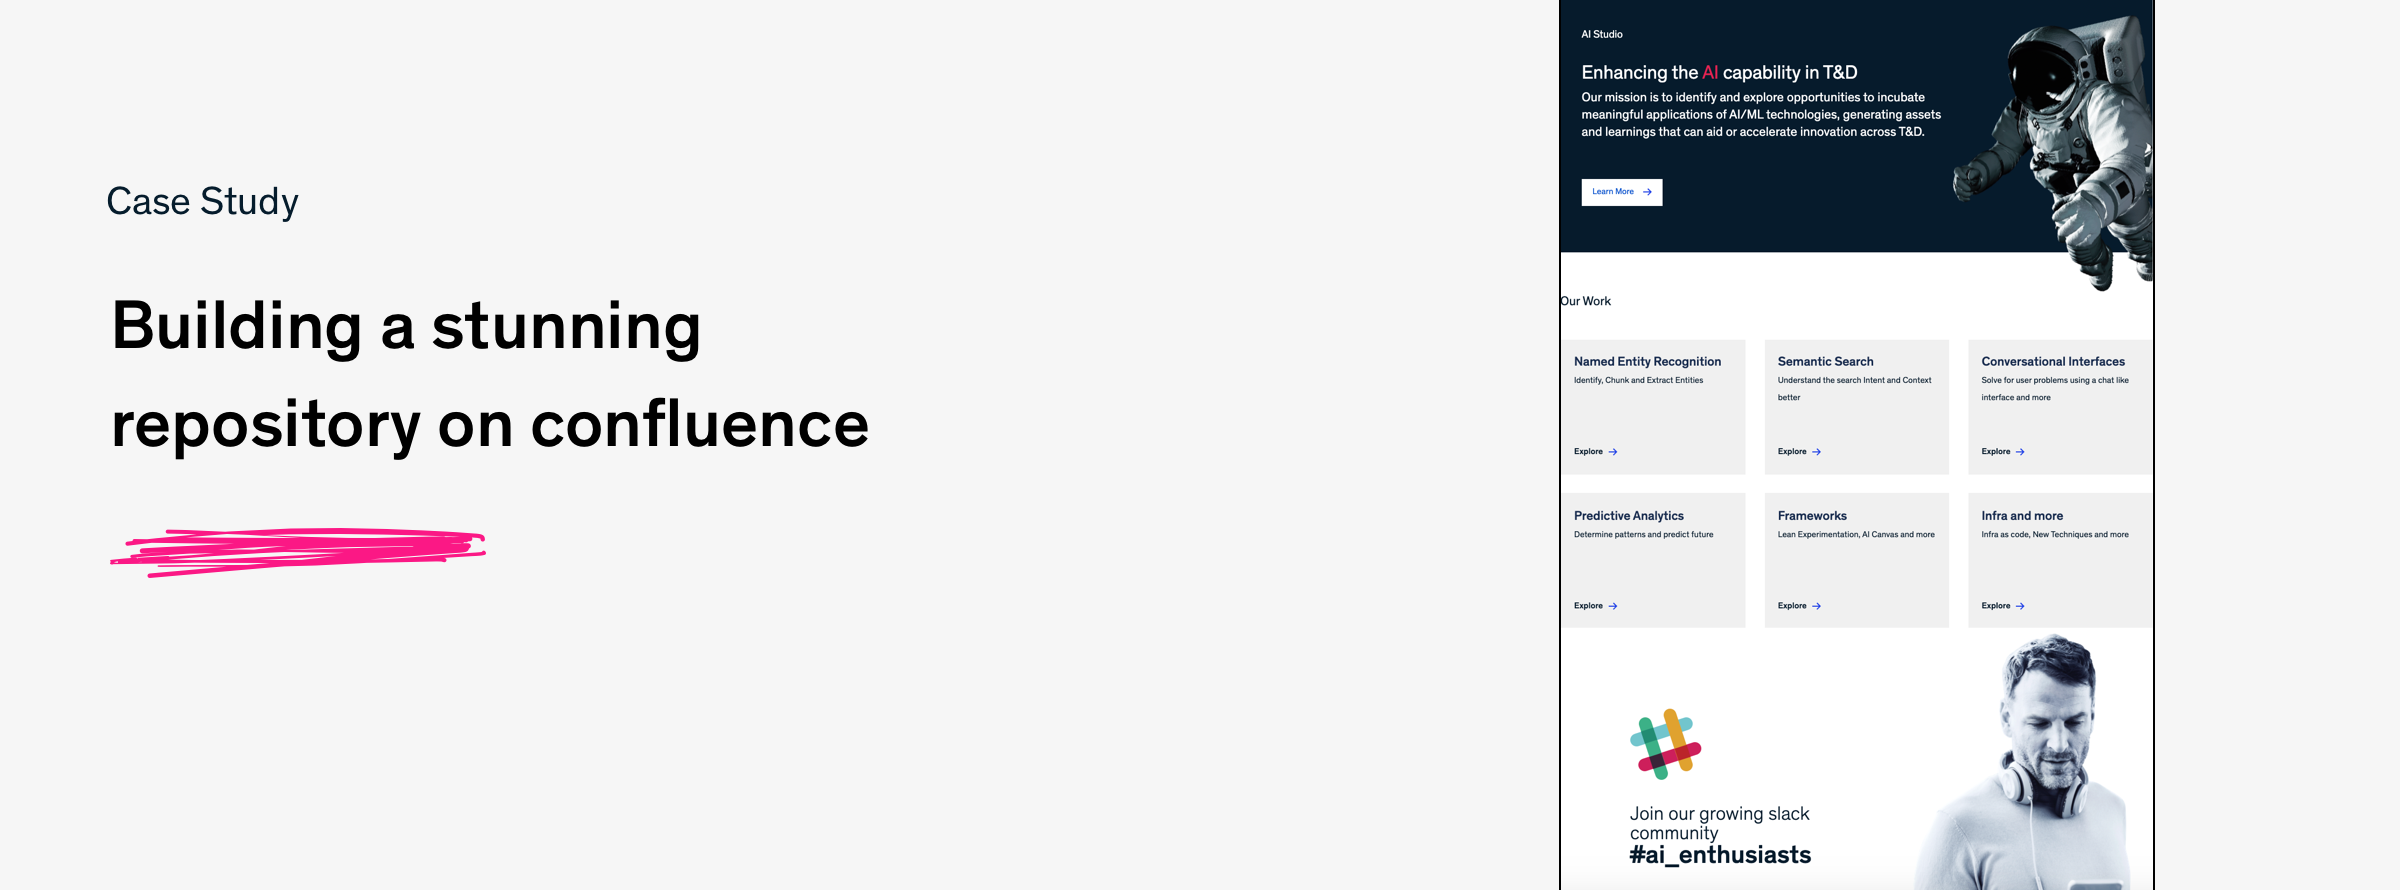 Case Study
Building a stunning
repository on confluence
AI Studio
Enhancing the AI capability in T&D
Our mission is to identify and explore opportunities to incubate
meaningful applications of AI/ML technologies, generating assets
and learnings that can aid or accelerate innovation across T&D.
Learn More
Our Work
Named Entity Recognition
Identify, Chunk and Extract Entities
Explore
Semantic Search
Understand the search Intent and Context
better
Explore
Conversational Interfaces
Solve for user problems using a chat like
interface and more
Explore
Predictive Analytics
Determine patterns and predict future
Explore
Frameworks
Lean Experimentation, AI Canvas and more
Explore
Infra and more
Infra as code, New Techniques and more
Explore
Join our growing slack
community
#ai_enthusiasts